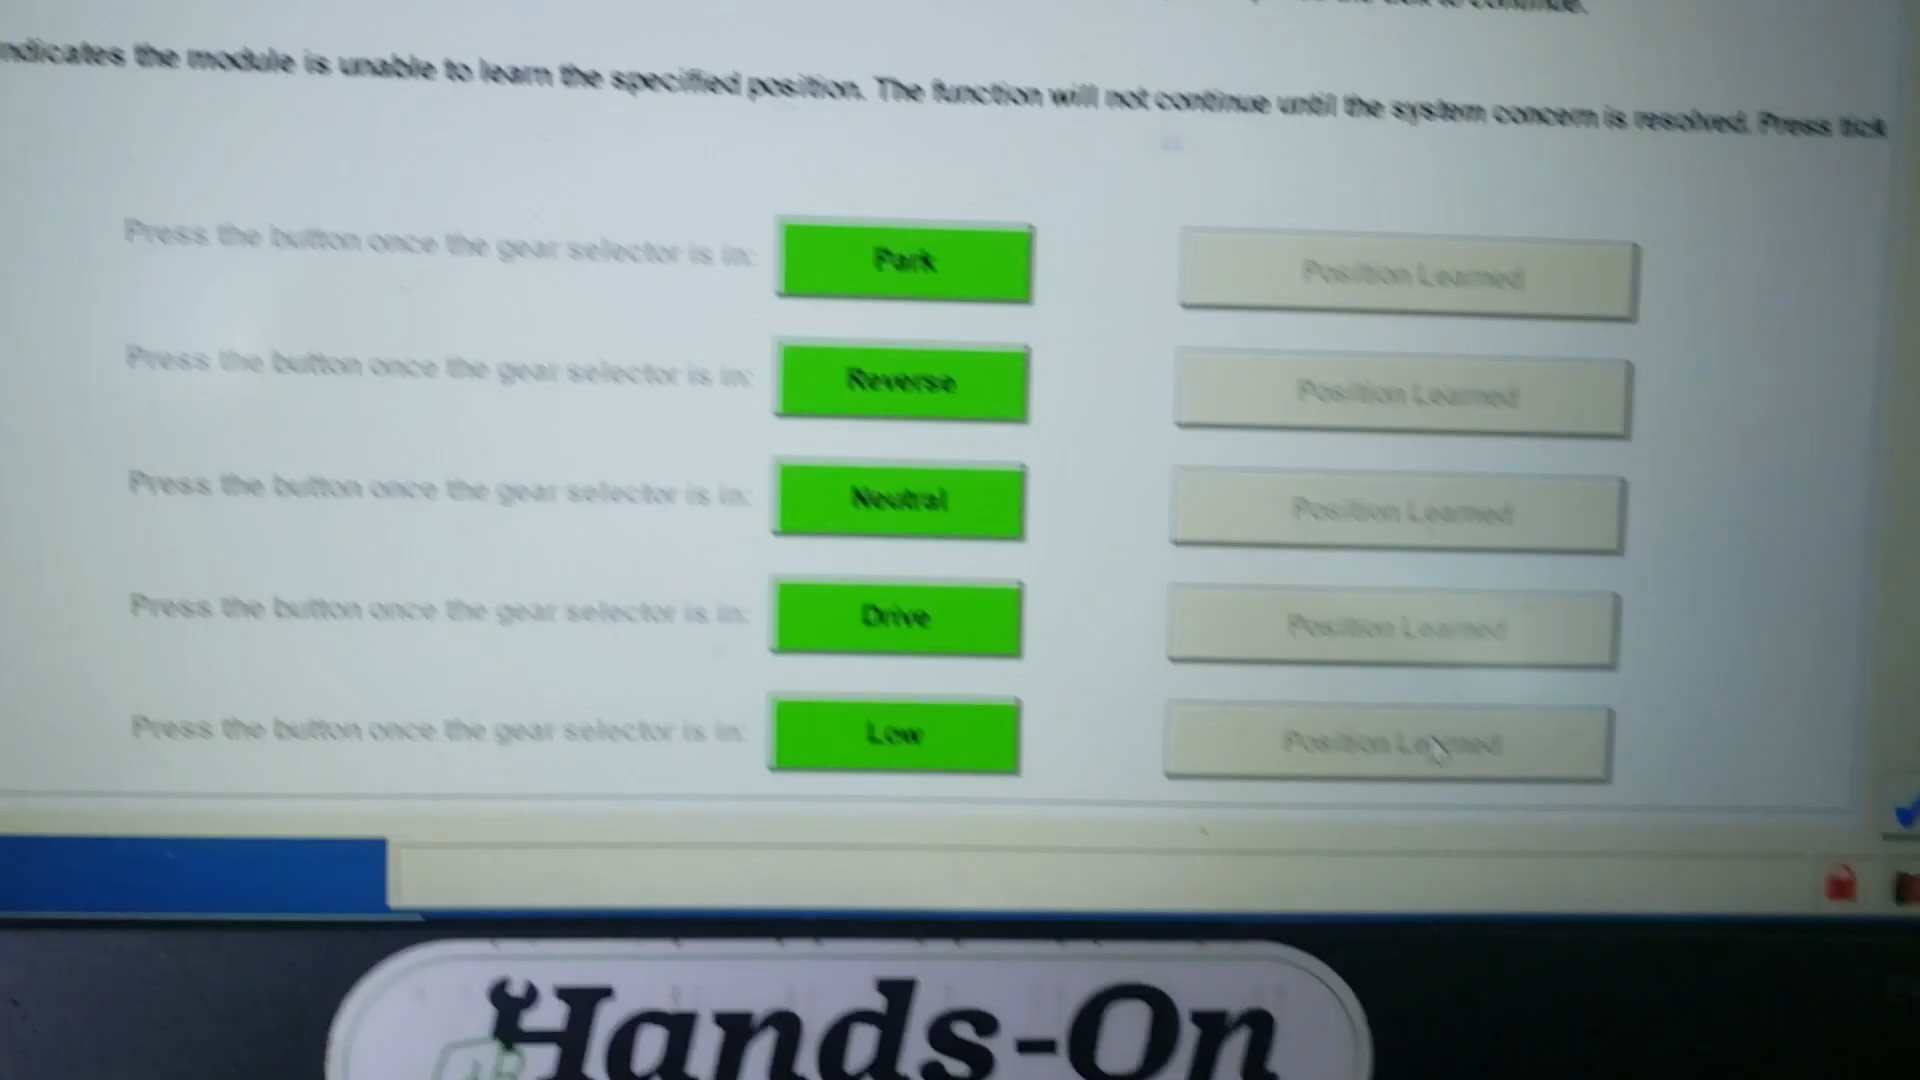 to continue.
indicates the module is unable to learn the specified position. The function will not continue until the system concern is resolved. Press tick
Press the button once the gear selector is in: Park Position Learned
Press the button once the gear selector is in: Reverse Position Learned
Press the button once the gear selector is in: Neutral Position Learned
Press the button once the gear selector is in: Drive Position Learned
Press the button once the gear selector is in: Low Position Learned
Hands-On